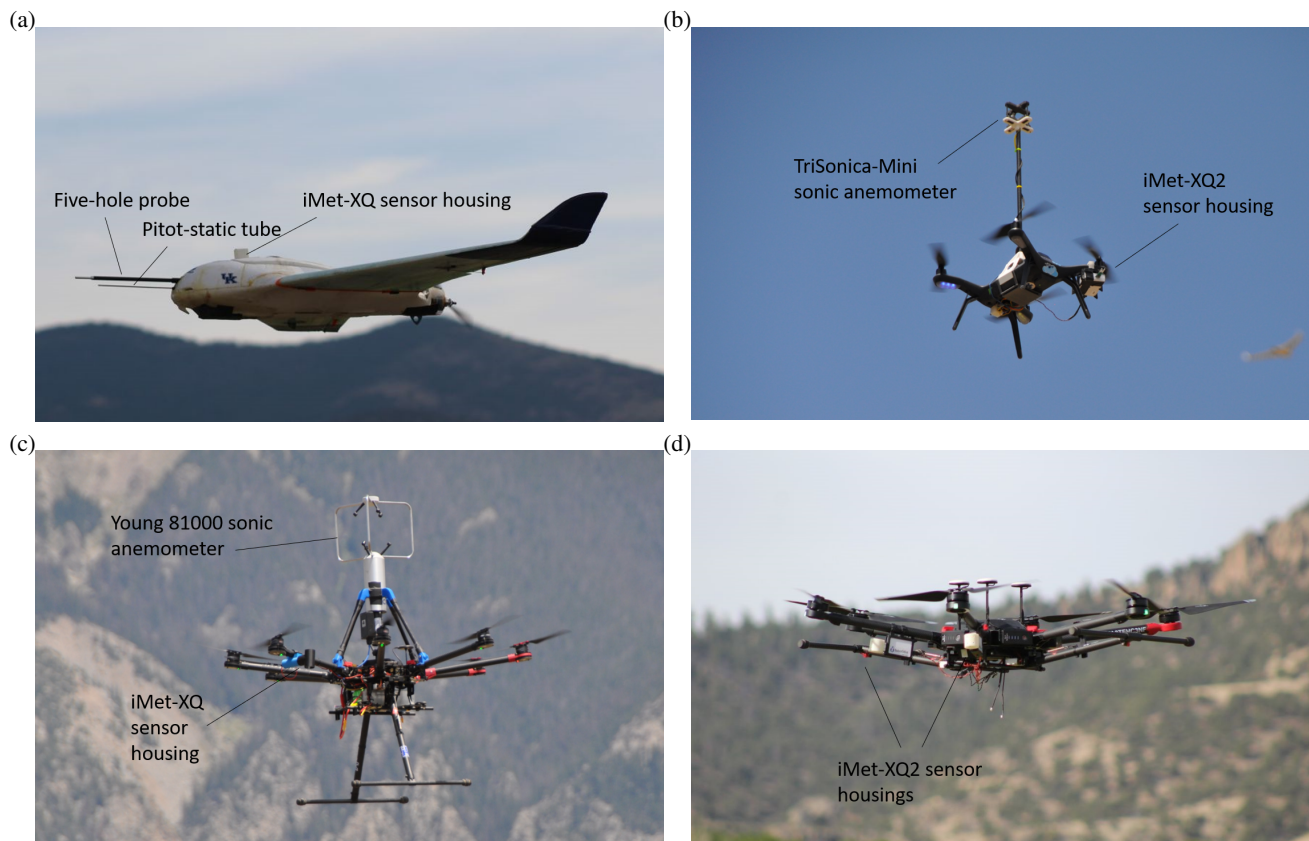 (a)
Five-hole probe
iMet-XQ sensor housing
Pitot-static tube
UK
(b)
TriSonica-Mini
sonic anemometer
iMet-XQ2
sensor housing
(c)
Young 81000 sonic
anemometer
iMet-XQ
sensor
housing
(d)
iMet-XQ2 sensor
housings